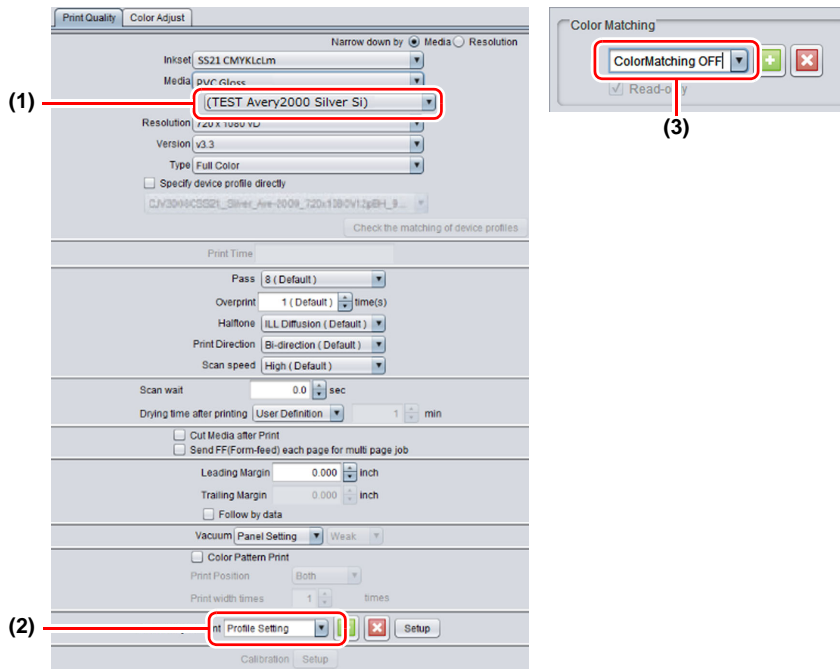 Print Quality Color Adjust
Narrow down by Media Resolution
Inkset SS21 CMYKLcLm
Media PVC Gloss
(1)
(TEST Avery2000 Silver Si)
Resolution 720 x 1080 VD
Version v3.3
Type Full Color
Specify device profile directly
Check the matching of device profiles
Print Time
Pass 8 ( Default )
Overprint 1 ( Default ) time(s)
Halftone ILL Diffusion ( Default )
Print Direction Bi-direction ( Default )
Scan speed High ( Default )
Scan wait 0.0 sec
Drying time after printing User Definition 1 min
Cut Media after Print
Send FF(Form-feed) each page for multi page job
Leading Margin 0.000 inch
Trailing Margin 0.000 inch
Follow by data
Vacuum Panel Setting Weak
Color Pattern Print
Print Position Both
Print width times 1 times
(2)
nt Profile Setting Setup
Calibration Setup
Color Matching
ColorMatching OFF
Read-only
(3)